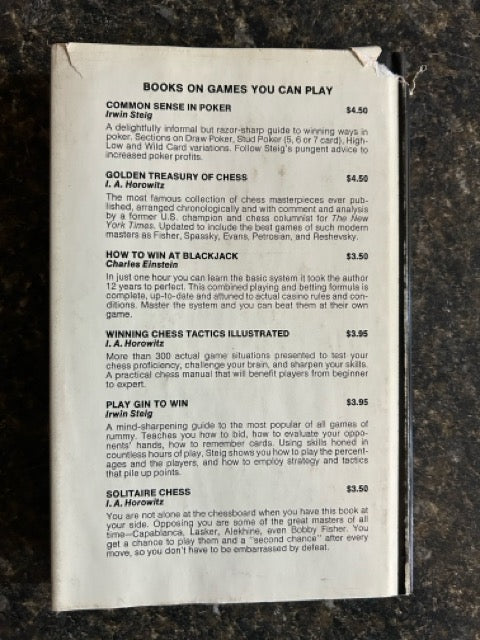 BOOKS ON GAMES YOU CAN PLAY
COMMON SENSE IN POKER $4.50
Irwin Steig
A delightfully informal but razor-sharp guide to winning ways in
poker. Sections on Draw Poker, Stud Poker (5, 6 or 7 card), High-
Low and Wild Card variations. Follow Steig's pungent advice to
increased poker profits.
GOLDEN TREASURY OF CHESS $4.50
I. A. Horowitz
The most famous collection of chess masterpieces ever pub-
lished, arranged chronologically and with comment and analysis
by a former U.S. champion and chess columnist for The New
York Times. Updated to include the best games of such modern
masters as Fisher, Spassky, Evans, Petrosian, and Reshevsky.
HOW TO WIN AT BLACKJACK $3.50
Charles Einstein
In just one hour you can learn the basic system it took the author
12 years to perfect. This combined playing and betting formula is
complete, up-to-date and attuned to actual casino rules and con-
ditions. Master the system and you can beat them at their own
game.
WINNING CHESS TACTICS ILLUSTRATED $3.95
I. A. Horowitz
More than 300 actual game situations presented to test your
chess proficiency, challenge your brain, and sharpen your skills.
A practical chess manual that will benefit players from beginner
to expert.
PLAY GIN TO WIN $3.95
Irwin Steig
A mind-sharpening guide to the most popular of all games of
rummy. Teaches you how to bid, how to evaluate your oppo-
nents' hands, how to remember cards. Using skills honed in
countless hours of play, Steig shows you how to play the percent-
ages and the players, and how to employ strategy and tactics
that pile up points.
SOLITAIRE CHESS $3.50
I. A. Horowitz
You are not alone at the chessboard when you have this book at
your side. Opposing you are some of the great masters of all
time—Capablanca, Lasker, Alekhine, even Bobby Fisher. You
get a chance to play them and a "second chance" after every
move, so you don't have to be embarrassed by defeat.